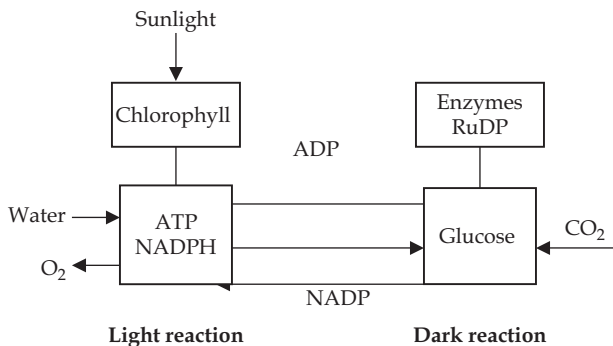 Sunlight
Chlorophyll
Enzymes
RuDP
ADP
Water
ATP
NADPH
Glucose
CO₂
O₂
NADP
Light reaction
Dark reaction